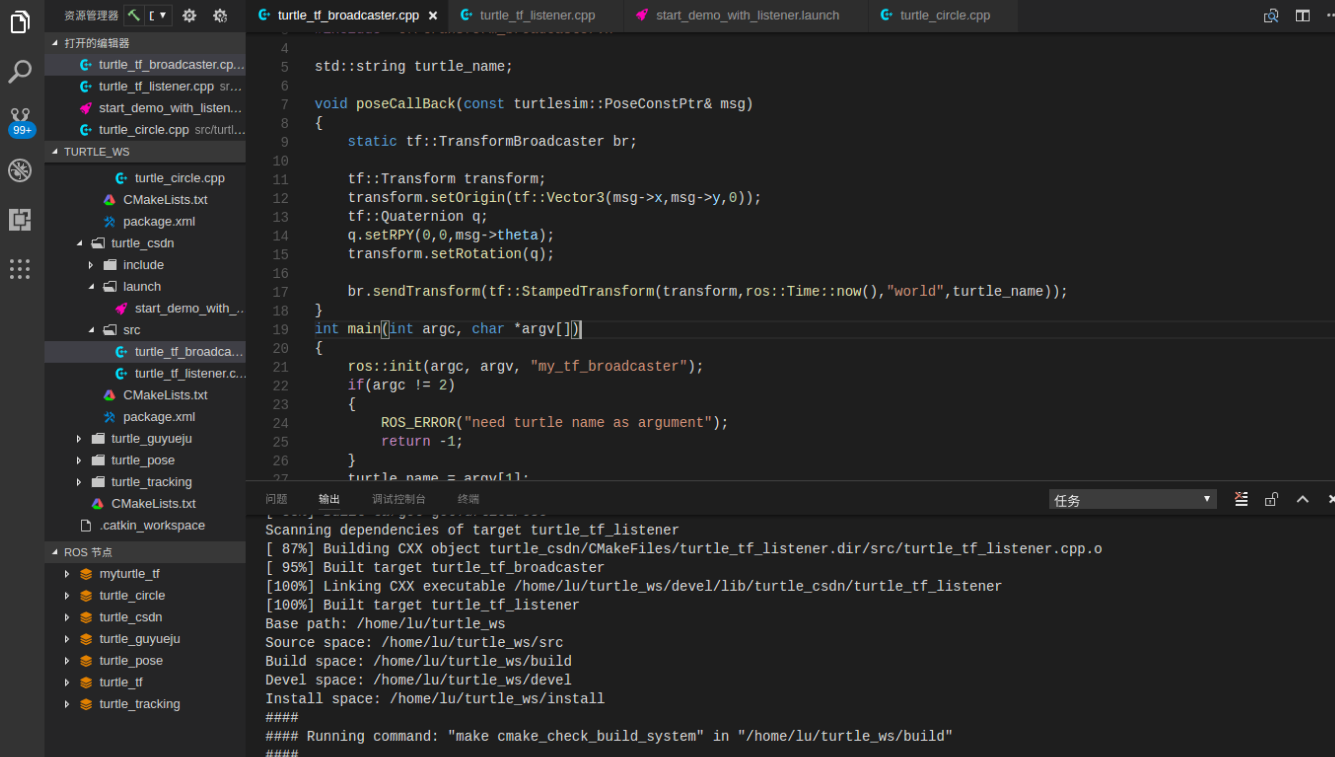 资源管理器
打开的编辑器
turtle_tf_broadcaster.cp...
turtle_tf_listener.cpp sr...
start_demo_with_listen...
turtle_circle.cpp src/turtl...
99+
TURTLE_WS
turtle_circle.cpp
CMakeLists.txt
package.xml
turtle_csdn
include
launch
start_demo_with_...
src
turtle_tf_broadca...
turtle_tf_listener.c...
CMakeLists.txt
package.xml
turtle_guyueju
turtle_pose
turtle_tracking
CMakeLists.txt
.catkin_workspace
ROS 节点
myturtle_tf
turtle_circle
turtle_csdn
turtle_guyueju
turtle_pose
turtle_tf
turtle_tracking
turtle_tf_broadcaster.cpp turtle_tf_listener.cpp start_demo_with_listener.launch turtle_circle.cpp
4
5 std::string turtle_name;
6
7 void poseCallBack(const turtlesim::PoseConstPtr& msg)
8 {
9 static tf::TransformBroadcaster br;
10
11 tf::Transform transform;
12 transform.setOrigin(tf::Vector3(msg->x,msg->y,0));
13 tf::Quaternion q;
14 q.setRPY(0,0,msg->theta);
15 transform.setRotation(q);
16
17 br.sendTransform(tf::StampedTransform(transform,ros::Time::now(),"world",turtle_name));
18 }
19 int main(int argc, char *argv[])
20 {
21 ros::init(argc, argv, "my_tf_broadcaster");
22 if(argc != 2)
23 {
24 ROS_ERROR("need turtle name as argument");
25 return -1;
26 }
27 turtle_name = argv[1];
问题 输出 调试控制台 终端 任务
Scanning dependencies of target turtle_tf_listener
[ 87%] Building CXX object turtle_csdn/CMakeFiles/turtle_tf_listener.dir/src/turtle_tf_listener.cpp.o
[ 95%] Built target turtle_tf_broadcaster
[100%] Linking CXX executable /home/lu/turtle_ws/devel/lib/turtle_csdn/turtle_tf_listener
[100%] Built target turtle_tf_listener
Base path: /home/lu/turtle_ws
Source space: /home/lu/turtle_ws/src
Build space: /home/lu/turtle_ws/build
Devel space: /home/lu/turtle_ws/devel
Install space: /home/lu/turtle_ws/install
####
#### Running command: "make cmake_check_build_system" in "/home/lu/turtle_ws/build"
####